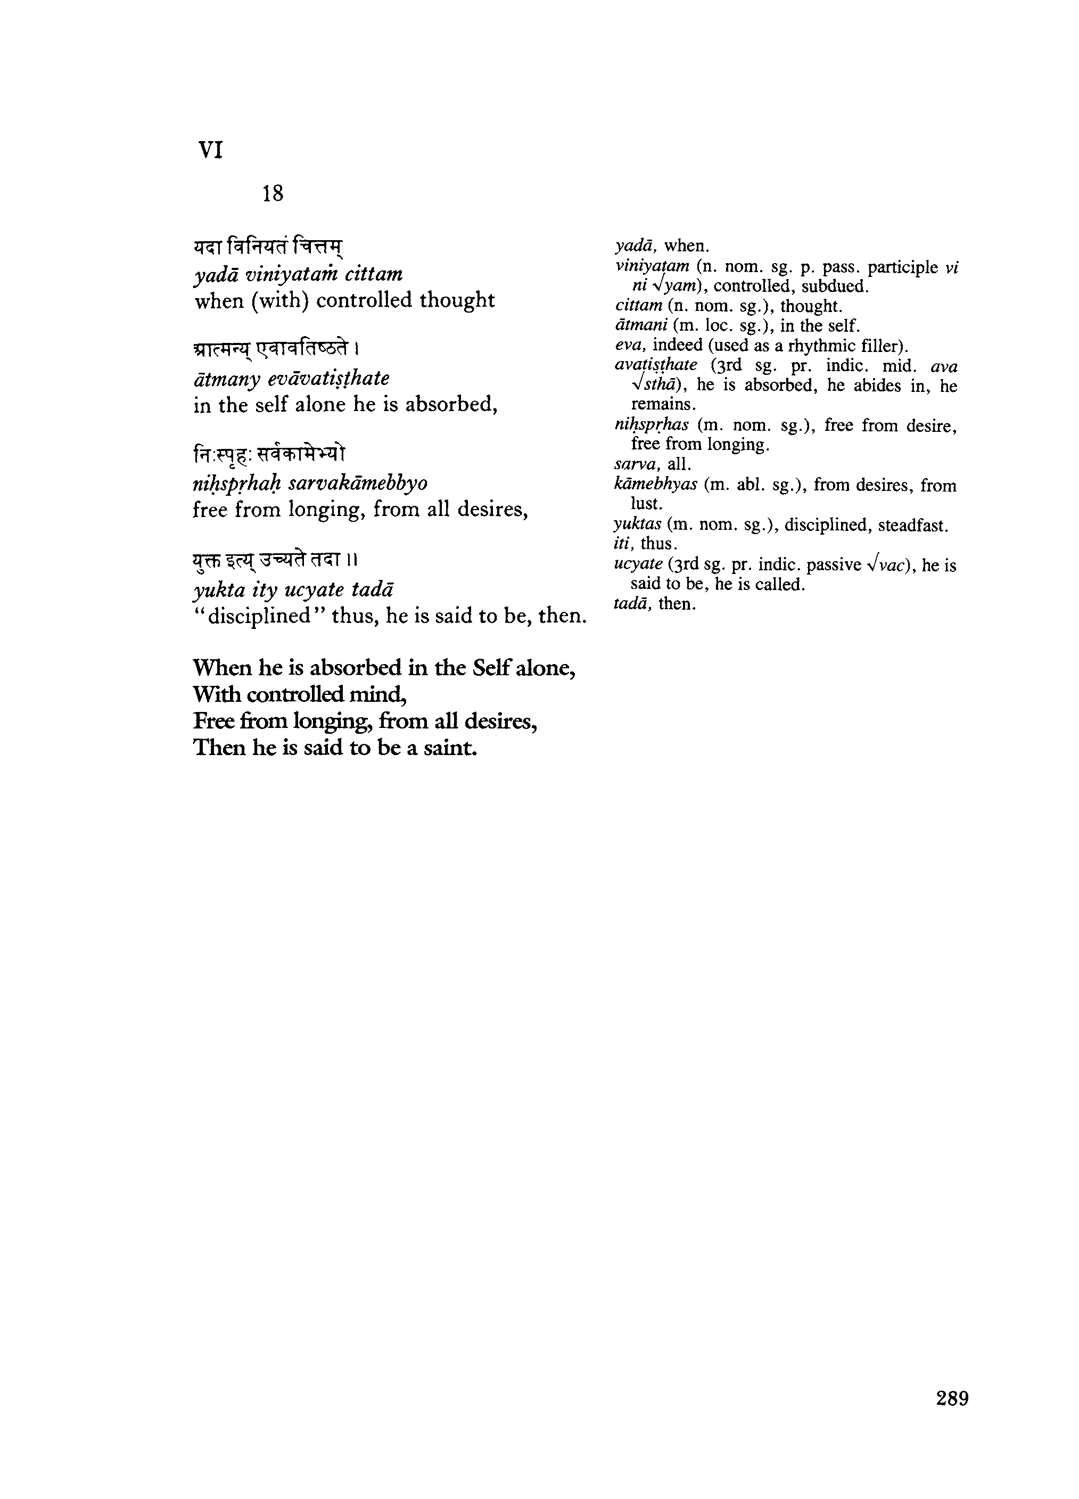 VI
18
यदा विनियतं चित्तम्
yadā viniyataṁ cittam
when (with) controlled thought
आत्मन्य् एवावतिष्ठते ।
ātmany evāvatiṣṭhate
in the self alone he is absorbed,
निःस्पृहः सर्वकामेभ्यो
niḥspṛhaḥ sarvakāmebbyo
free from longing, from all desires,
युक्त इत्य् उच्यते तदा ॥
yukta ity ucyate tadā
“disciplined” thus, he is said to be, then.
When he is absorbed in the Self alone,
With controlled mind,
Free from longing, from all desires,
Then he is said to be a saint.
yadā, when.
viniyatam (n. nom. sg. p. pass. participle vi
ni √yam), controlled, subdued.
cittam (n. nom. sg.), thought.
ātmani (m. loc. sg.), in the self.
eva, indeed (used as a rhythmic filler).
avatiṣṭhate (3rd sg. pr. indic. mid. ava
√sthā), he is absorbed, he abides in, he
remains.
niḥspṛhas (m. nom. sg.), free from desire,
free from longing.
sarva, all.
kāmebhyas (m. abl. sg.), from desires, from
lust.
yuktas (m. nom. sg.), disciplined, steadfast.
iti, thus.
ucyate (3rd sg. pr. indic. passive √vac), he is
said to be, he is called.
tadā, then.
289